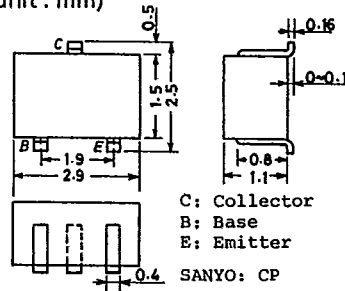 unit: mm)
C
0.5
0.16
1.5
2.5
0~0.1
B
E
1.9
2.9
0.8
1.1
C: Collector
B: Base
E: Emitter
0.4
SANYO: CP